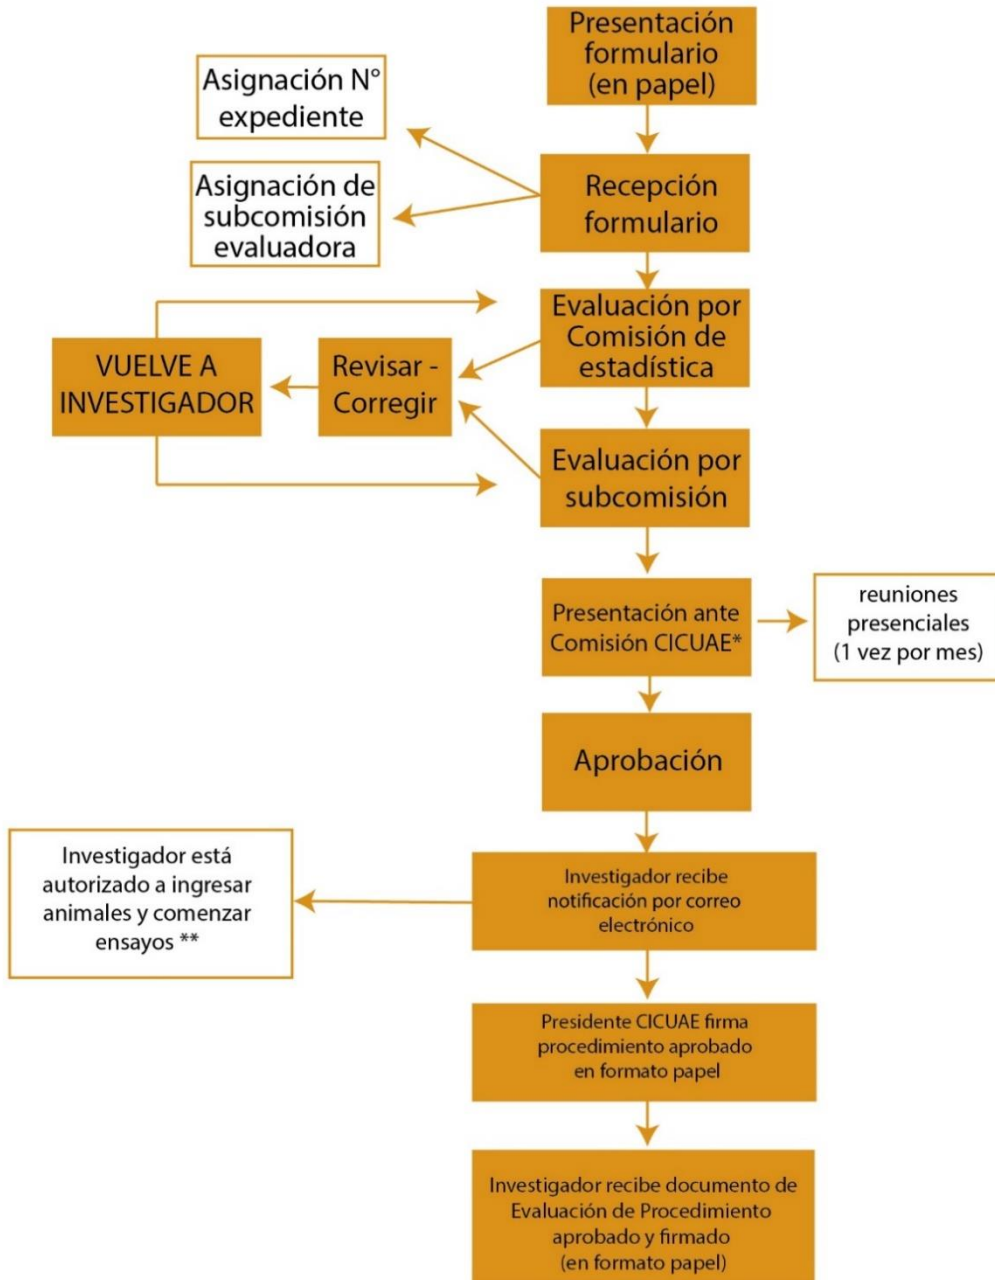 Presentación
formulario
(en papel)
Asignación N°
expediente
Asignación de
subcomisión
evaluadora
Recepción
formulario
Evaluación por
Comisión de
estadística
Revisar -
Corregir
VUELVE A
INVESTIGADOR
Evaluación por
subcomisión
Presentación ante
Comisión CICUAE*
reuniones
presenciales
(1 vez por mes)
Aprobación
Investigador recibe
notificación por correo
electrónico
Investigador está
autorizado a ingresar
animales y comenzar
ensayos **
Presidente CICUAE firma
procedimiento aprobado
en formato papel
Investigador recibe documento de
Evaluación de Procedimiento
aprobado y firmado
(en formato papel)